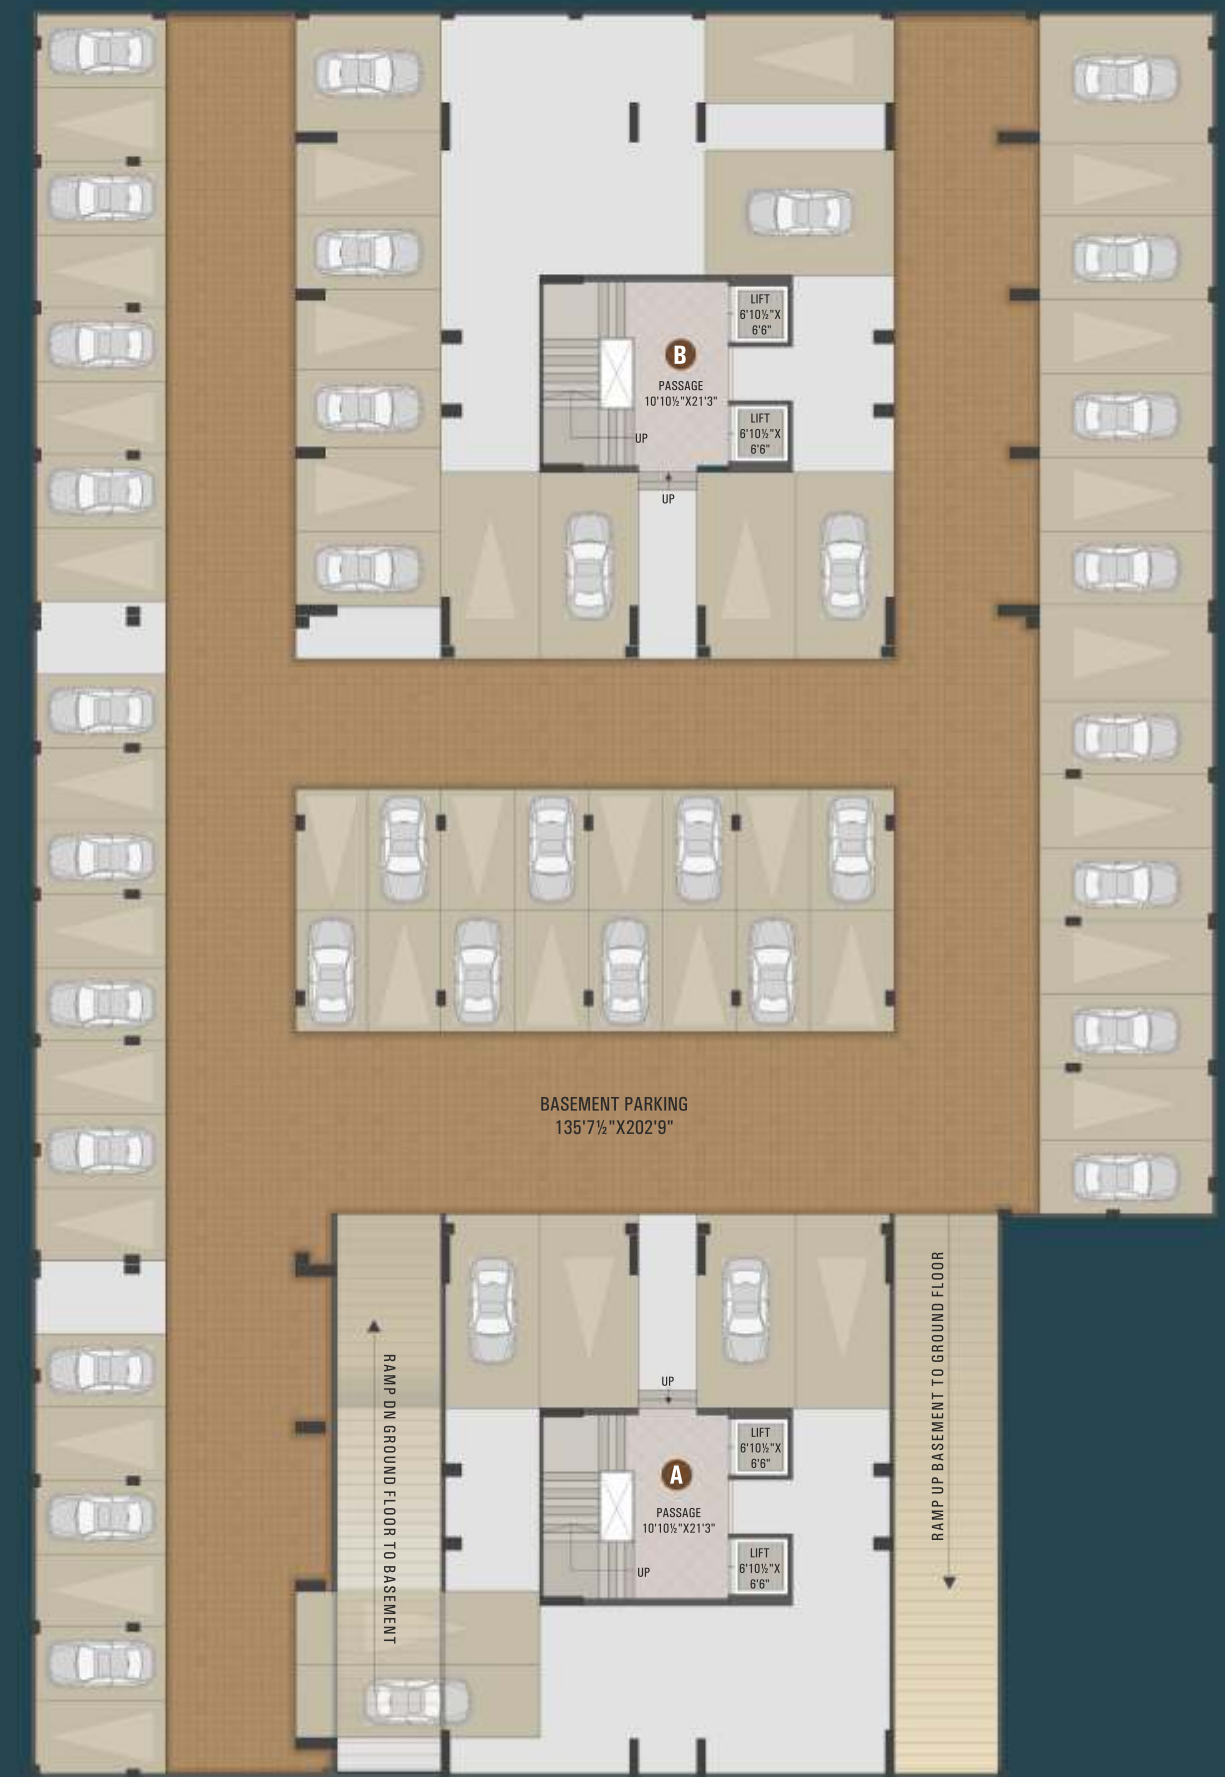 LIFT
6'10½"X
6'6"
B
PASSAGE
10'10½"X21'3"
LIFT
6'10½"X
6'6"
UP
UP
BASEMENT PARKING
135'7½"X202'9"
RAMP DN GROUND FLOOR TO BASEMENT
RAMP UP BASEMENT TO GROUND FLOOR
UP
LIFT
6'10½"X
6'6"
A
PASSAGE
10'10½"X21'3"
LIFT
6'10½"X
6'6"
UP